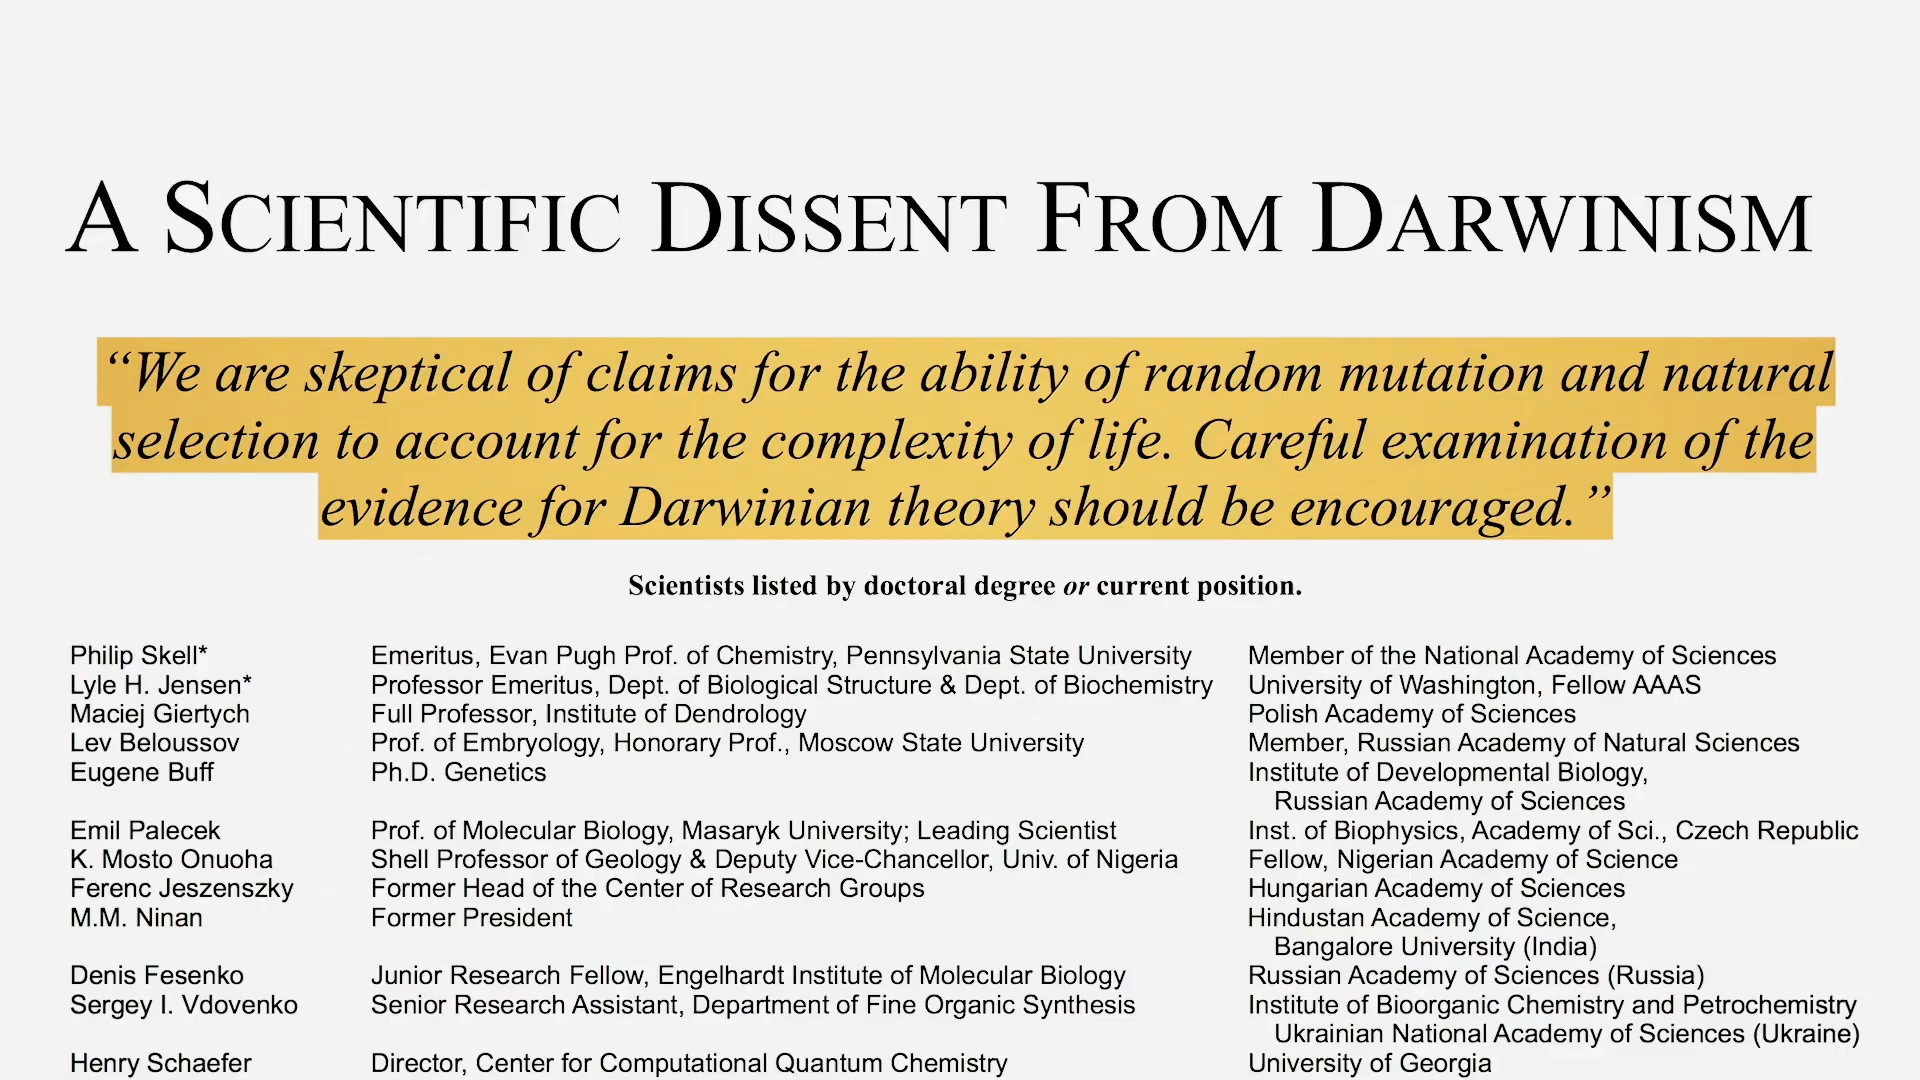 A SCIENTIFIC DISSENT FROM DARWINISM
“We are skeptical of claims for the ability of random mutation and natural
selection to account for the complexity of life. Careful examination of the
evidence for Darwinian theory should be encouraged.”
Scientists listed by doctoral degree or current position.
Philip Skell* Emeritus, Evan Pugh Prof. of Chemistry, Pennsylvania State University Member of the National Academy of Sciences
Lyle H. Jensen* Professor Emeritus, Dept. of Biological Structure & Dept. of Biochemistry University of Washington, Fellow AAAS
Maciej Giertych Full Professor, Institute of Dendrology Polish Academy of Sciences
Lev Beloussov Prof. of Embryology, Honorary Prof., Moscow State University Member, Russian Academy of Natural Sciences
Eugene Buff Ph.D. Genetics Institute of Developmental Biology,
Russian Academy of Sciences
Emil Palecek Prof. of Molecular Biology, Masaryk University; Leading Scientist Inst. of Biophysics, Academy of Sci., Czech Republic
K. Mosto Onuoha Shell Professor of Geology & Deputy Vice-Chancellor, Univ. of Nigeria Fellow, Nigerian Academy of Science
Ferenc Jeszenszky Former Head of the Center of Research Groups Hungarian Academy of Sciences
M.M. Ninan Former President Hindustan Academy of Science,
Bangalore University (India)
Denis Fesenko Junior Research Fellow, Engelhardt Institute of Molecular Biology Russian Academy of Sciences (Russia)
Sergey I. Vdovenko Senior Research Assistant, Department of Fine Organic Synthesis Institute of Bioorganic Chemistry and Petrochemistry
Ukrainian National Academy of Sciences (Ukraine)
Henry Schaefer Director, Center for Computational Quantum Chemistry University of Georgia